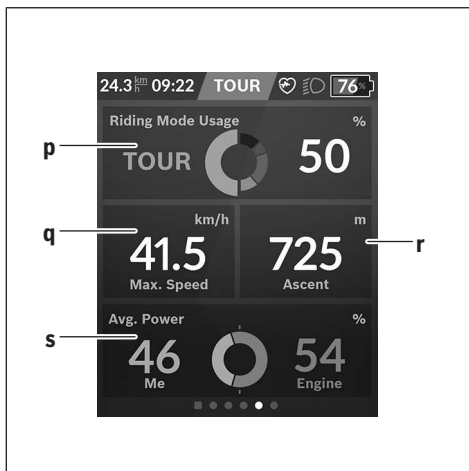 24.3 km/h 09:22 TOUR 76%
Riding Mode Usage %
p
TOUR 50
km/h
q
41.5
Max. Speed
m
725
r
Ascent
Avg. Power %
s
46 54
Me Engine